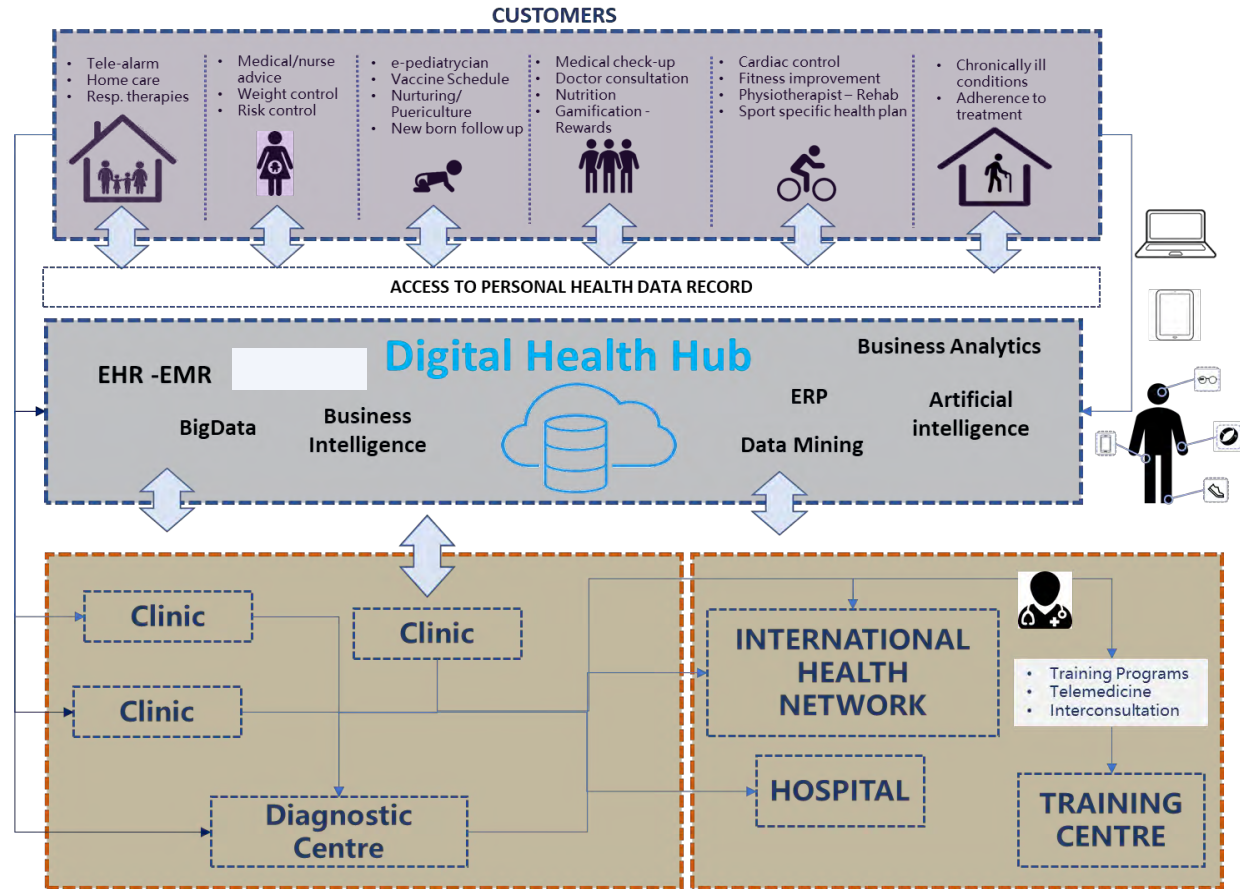 CUSTOMERS
• Tele-alarm
• Home care
• Resp. therapies
• Medical/nurse
advice
• Weight control
• Risk control
• e-pediatrycian
• Vaccine Schedule
• Nurturing/
Puericulture
• New born follow up
• Medical check-up
• Doctor consultation
• Nutrition
• Gamification -
Rewards
• Cardiac control
• Fitness improvement
• Physiotherapist – Rehab
• Sport specific health plan
• Chronically ill
conditions
• Adherence to
treatment
ACCESS TO PERSONAL HEALTH DATA RECORD
Digital Health Hub
EHR -EMR
BigData
Business
Intelligence
Business Analytics
ERP
Data Mining
Artificial
intelligence
Clinic
Clinic
Clinic
Diagnostic
Centre
INTERNATIONAL
HEALTH
NETWORK
HOSPITAL
• Training Programs
• Telemedicine
• Interconsultation
TRAINING
CENTRE